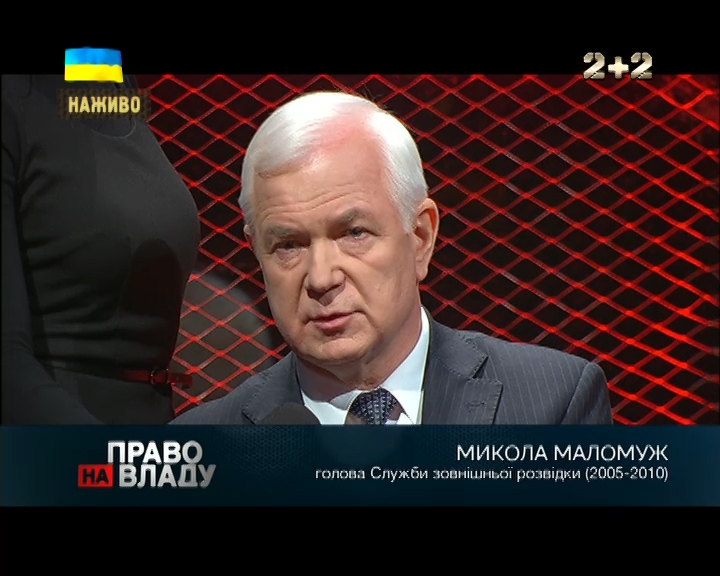 2+2
НАЖИВО
ПРАВО
НА ВЛАДУ
МИКОЛА МАЛОМУЖ
голова Служби зовнішньої розвідки (2005-2010)